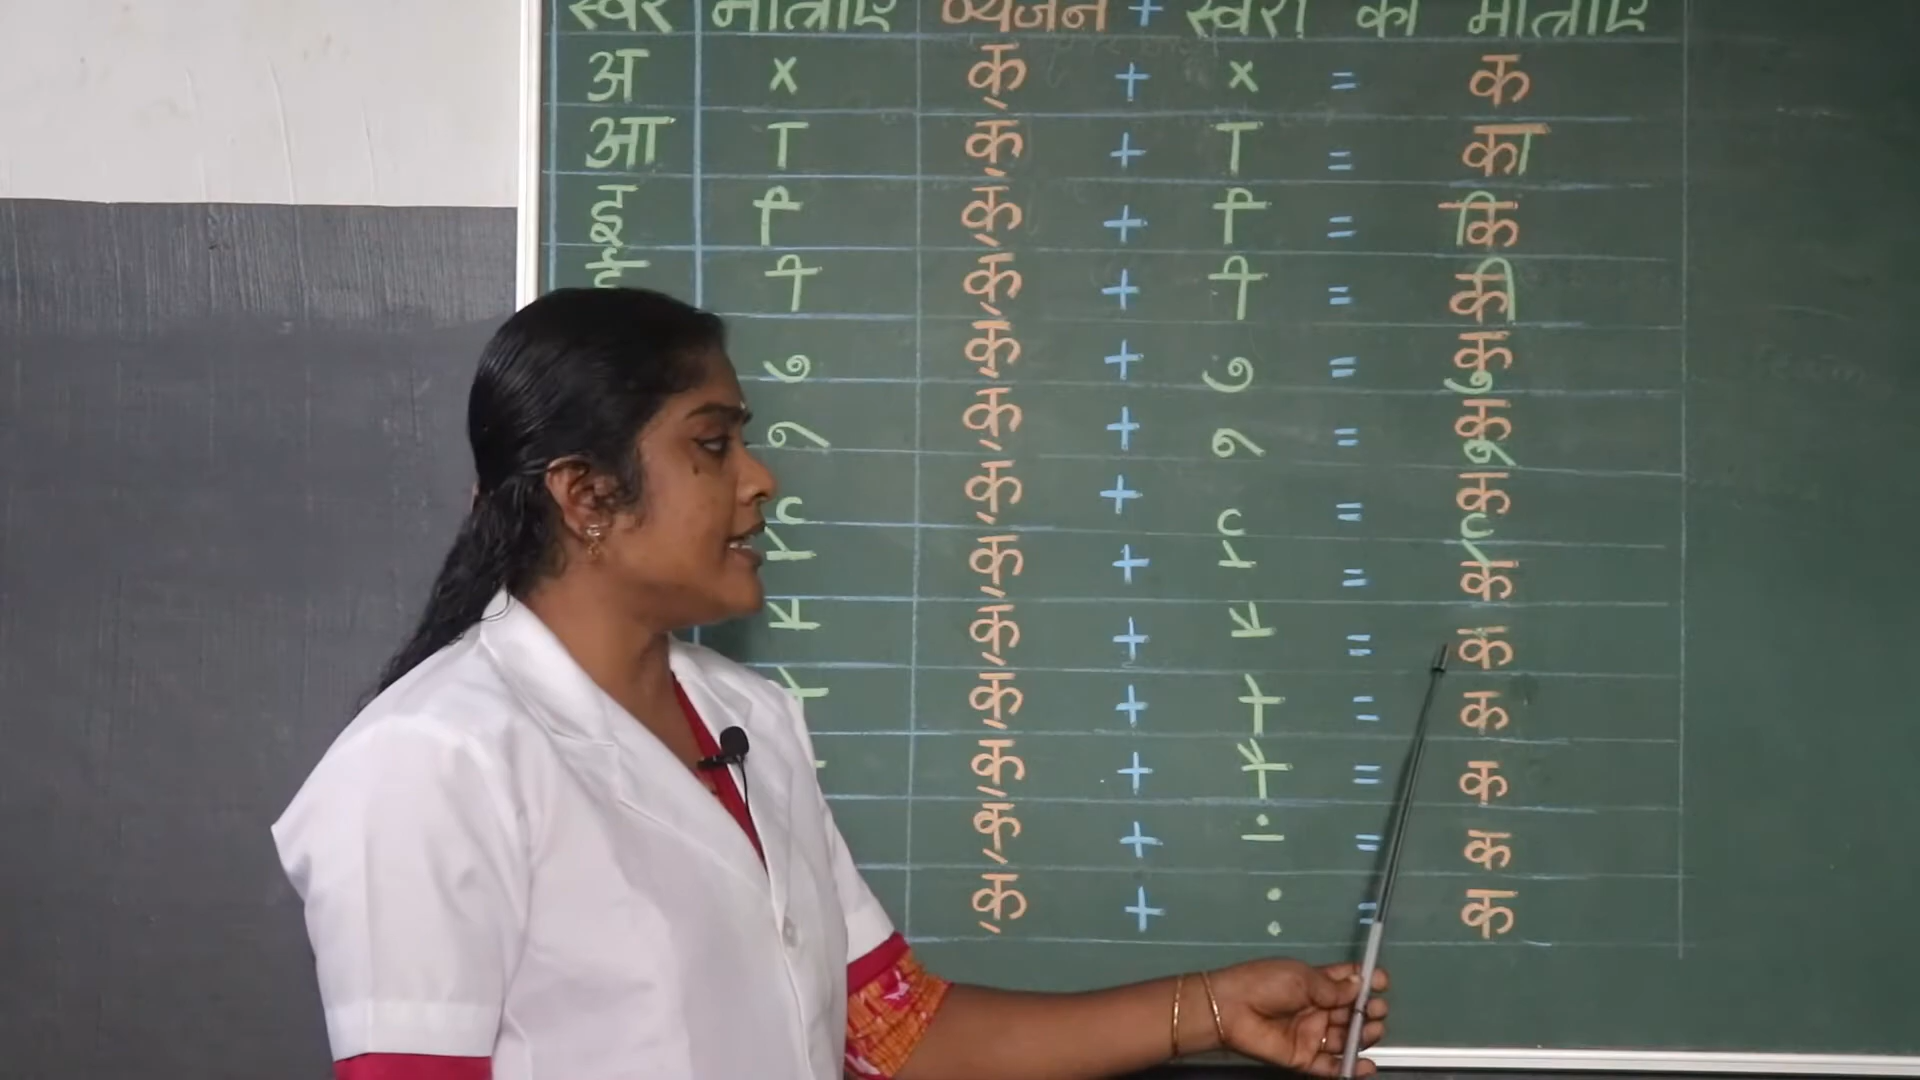 स्वर मात्राएँ व्यंजन + स्वरों की मात्राएँ
अ × क् + × = क
आ ा क् + ा = का
इ ि क् + ि = कि
ी क् + ी = की
ु क् + ु = कु
ू क् + ू = कू
ृ क् + ृ = कृ
े क् + े = क
ै क् + ै = क
ो क् + ो = क
क् + ौ = क
क् + ं = क
क् + ः = क